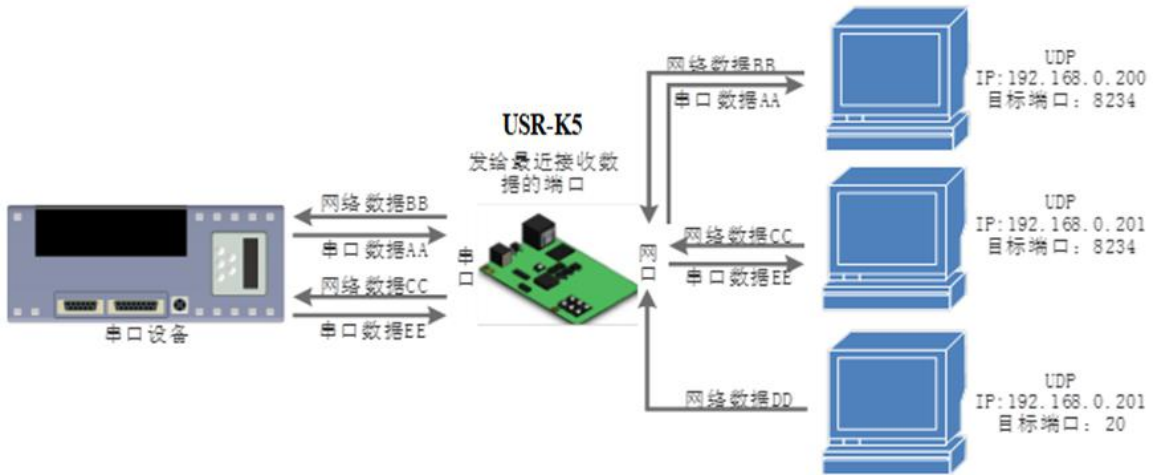 USR-K5
发给最近接收数
据的端口
网络数据BB
串口数据AA
网络数据CC
串口数据EE
串口设备
串口
网口
网络数据BB
串口数据AA
网络数据CC
串口数据EE
网络数据DD
UDP
IP:192.168.0.200
目标端口：8234
UDP
IP:192.168.0.201
目标端口：8234
UDP
IP:192.168.0.201
目标端口：20